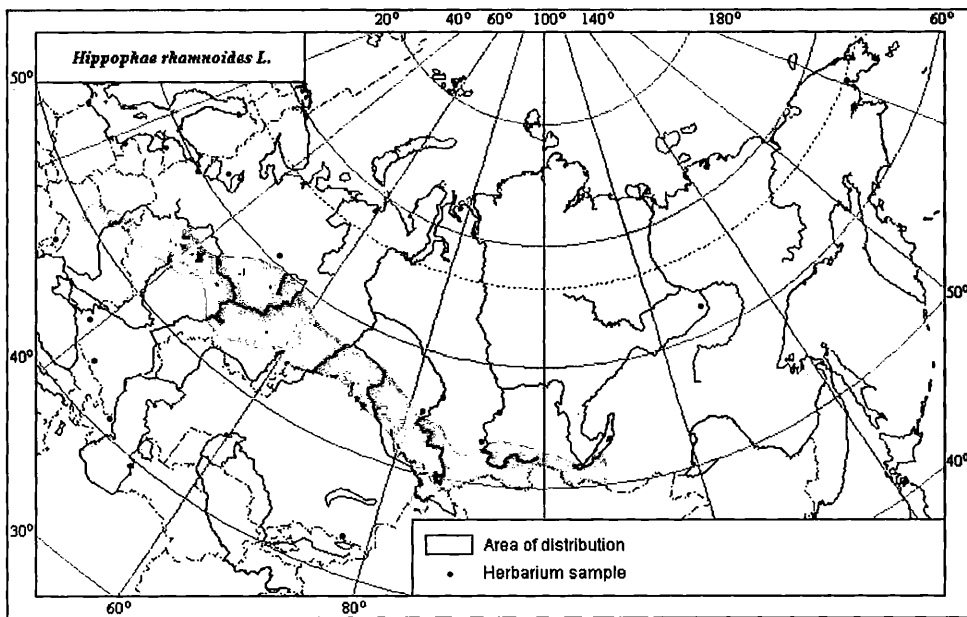 20° 40° 60° 100° 140° 180° 60°
Hippophae rhamnoides L.
50°
40°
30°
50°
40°
B
Area of distribution
Herbarium sample
60° 80°